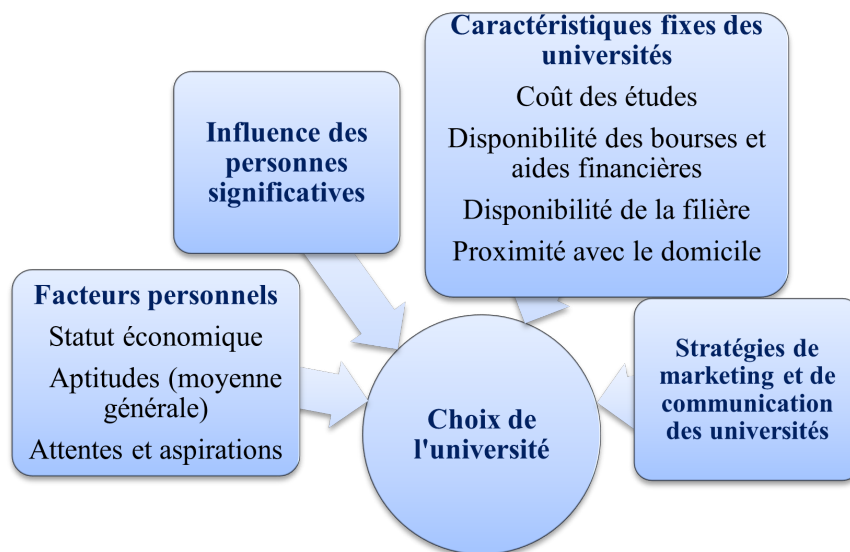 Caractéristiques fixes des
universités
Coût des études
Disponibilité des bourses et
aides financières
Disponibilité de la filière
Proximité avec le domicile
Influence des
personnes
significatives
Facteurs personnels
Statut économique
Aptitudes (moyenne
générale)
Attentes et aspirations
Choix de
l'université
Stratégies de
marketing et de
communication
des universités